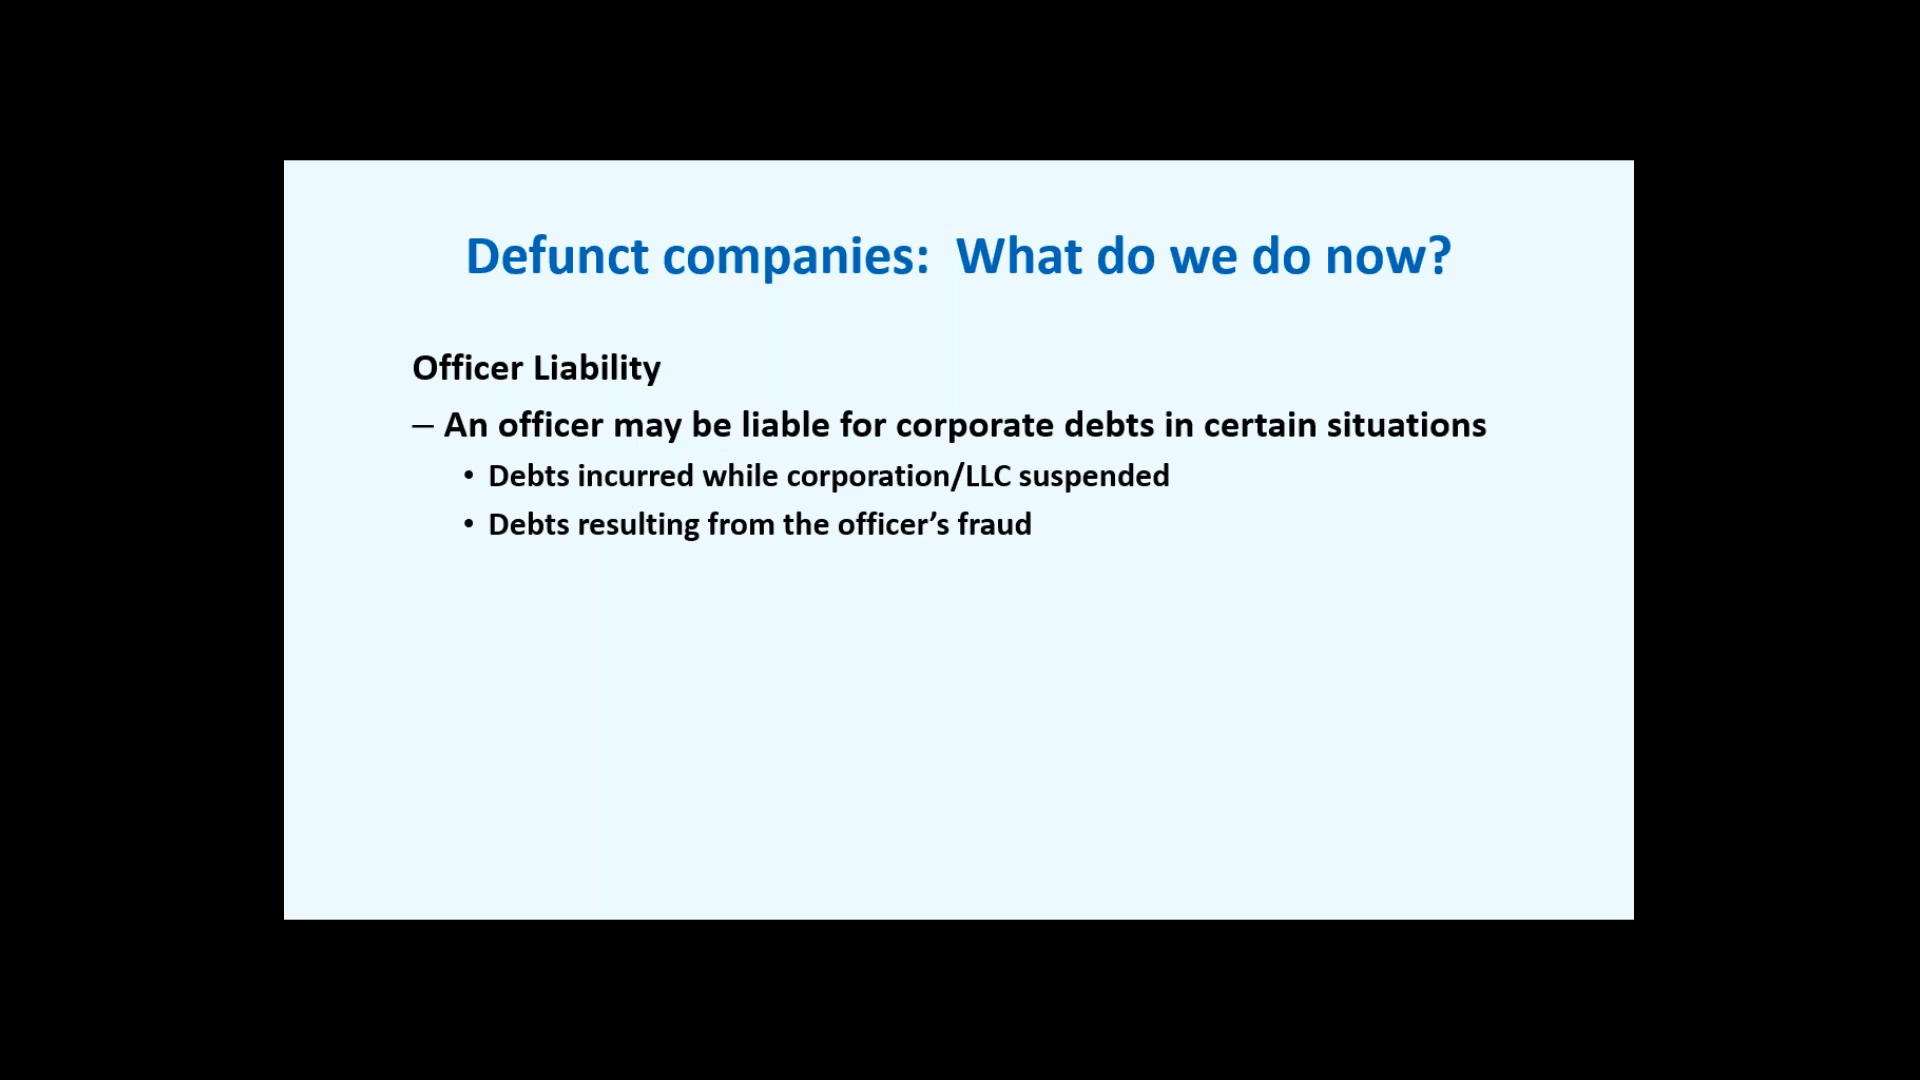 Defunct companies:  What do we do now?
Officer Liability
– An officer may be liable for corporate debts in certain situations
• Debts incurred while corporation/LLC suspended
• Debts resulting from the officer’s fraud